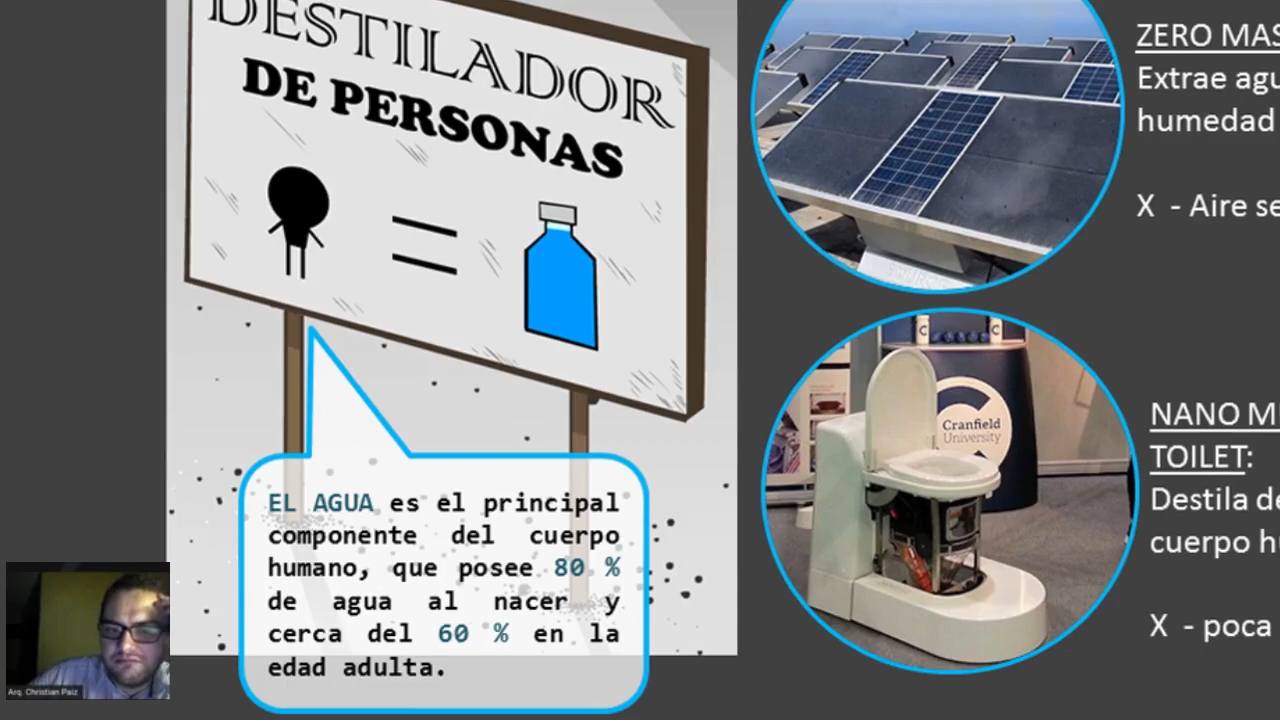 DESTILADOR
DE PERSONAS
EL AGUA es el principal
componente del cuerpo
humano, que posee 80 %
de agua al nacer y
cerca del 60 % en la
edad adulta.
ZERO MAS
Extrae agu
humedad
X - Aire se
Cranfield
University
NANO M
TOILET:
Destila de
cuerpo hu
X - poca
Arq. Christian Paiz